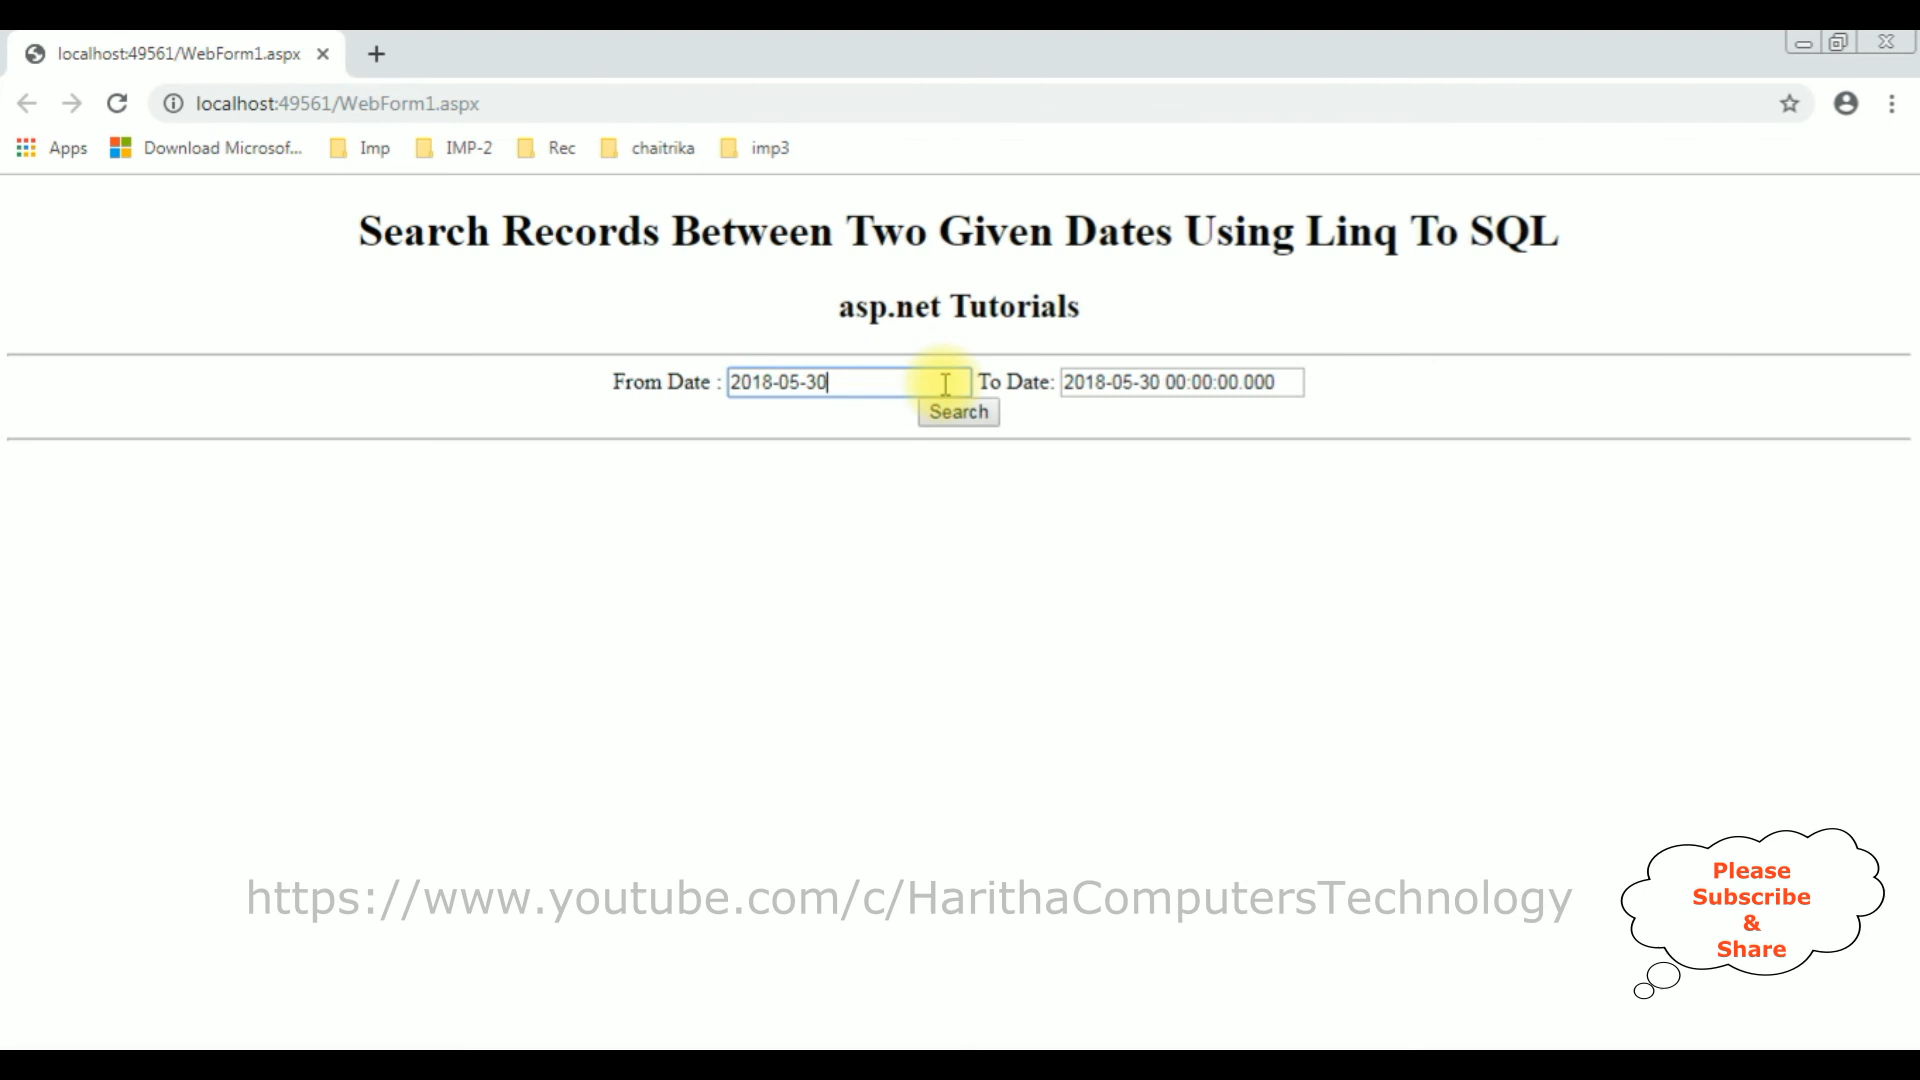 localhost:49561/WebForm1.aspx
localhost:49561/WebForm1.aspx
Apps Download Microsof... Imp IMP-2 Rec chaitrika imp3
Search Records Between Two Given Dates Using Linq To SQL
asp.net Tutorials
From Date : 2018-05-30 To Date: 2018-05-30 00:00:00.000
Search
https://www.youtube.com/c/HarithaComputersTechnology
Please
Subscribe
&
Share